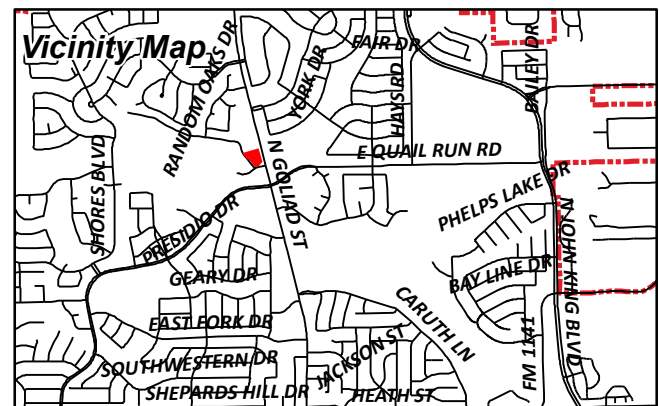 Vicinity Map
RANDOM OAKS DR
YORK DR
FAIR DR
HAYS RD
BAILEY DR
E QUAIL RUN RD
SHORES BLVD
N GOLIAD ST
PHELPS LAKE DR
PRESIDIO DR
N JOHN KING BLVD
GEARY DR
BAY LINE DR
CARUTH LN
EAST FORK DR
JACKSON ST
FM 1141
SOUTHWESTERN DR
SHEPARDS HILL DR
HEATH ST